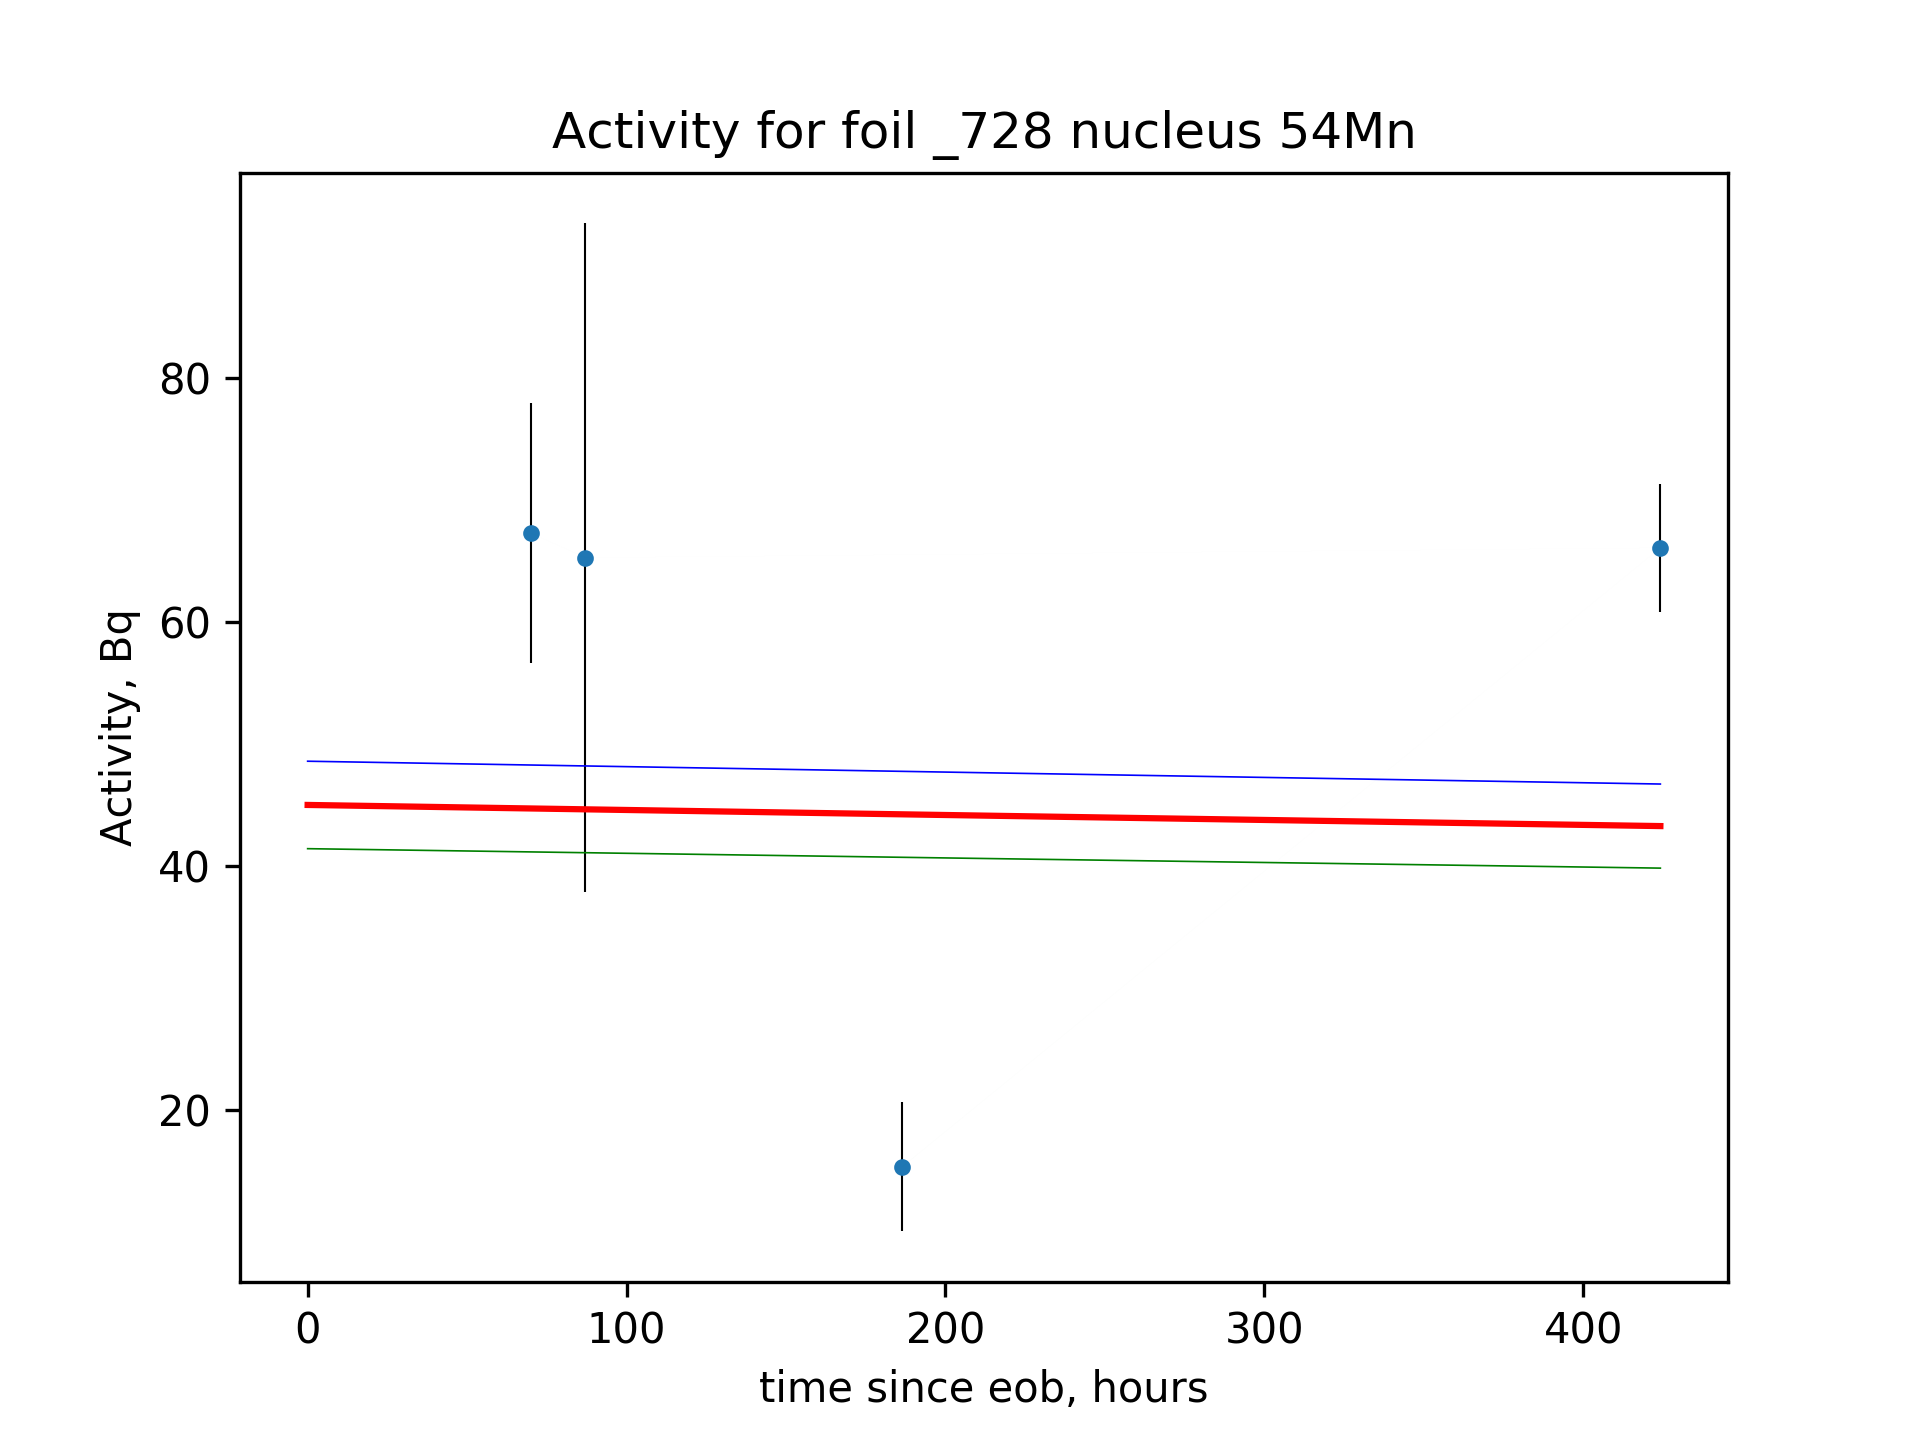 Activity for foil _728 nucleus 54Mn
Activity, Bq
80
60
40
20
0 100 200 300 400
time since eob, hours